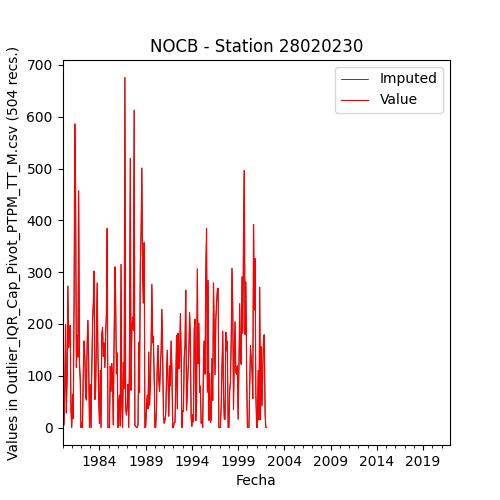 NOCB - Station 28020230
Values in Outlier_IQR_Cap_Pivot_PTPM_TT_M.csv (504 recs.)
700
600
500
400
300
200
100
0
Imputed
Value
1984 1989 1994 1999 2004 2009 2014 2019
Fecha